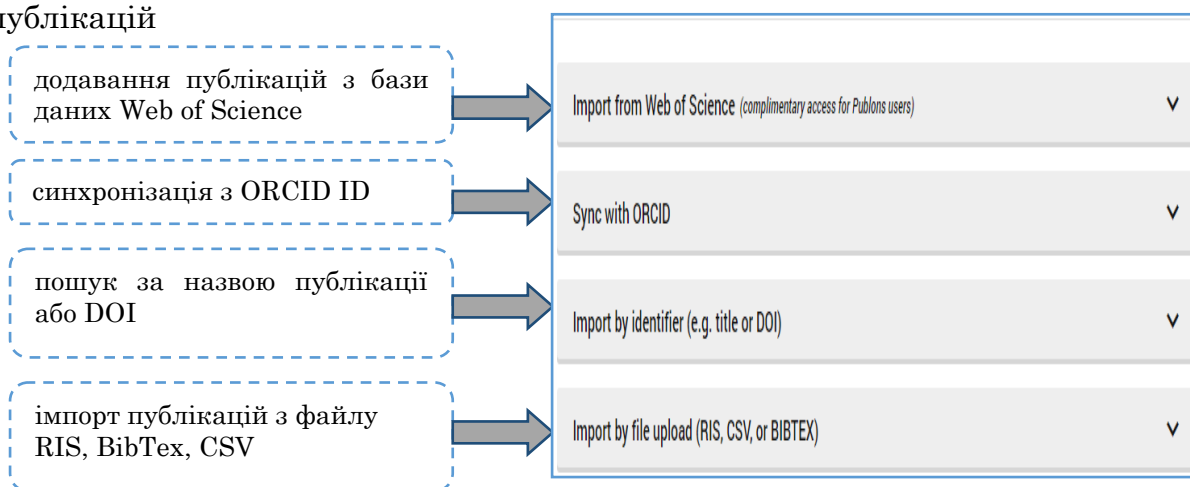 публікацій
додавання публікацій з бази
даних Web of Science
Import from Web of Science (complimentary access for Publons users)
синхронізація з ORCID ID
Sync with ORCID
пошук за назвою публікації
або DOI
Import by identifier (e.g. title or DOI)
імпорт публікацій з файлу
RIS, BibTex, CSV
Import by file upload (RIS, CSV, or BIBTEX)